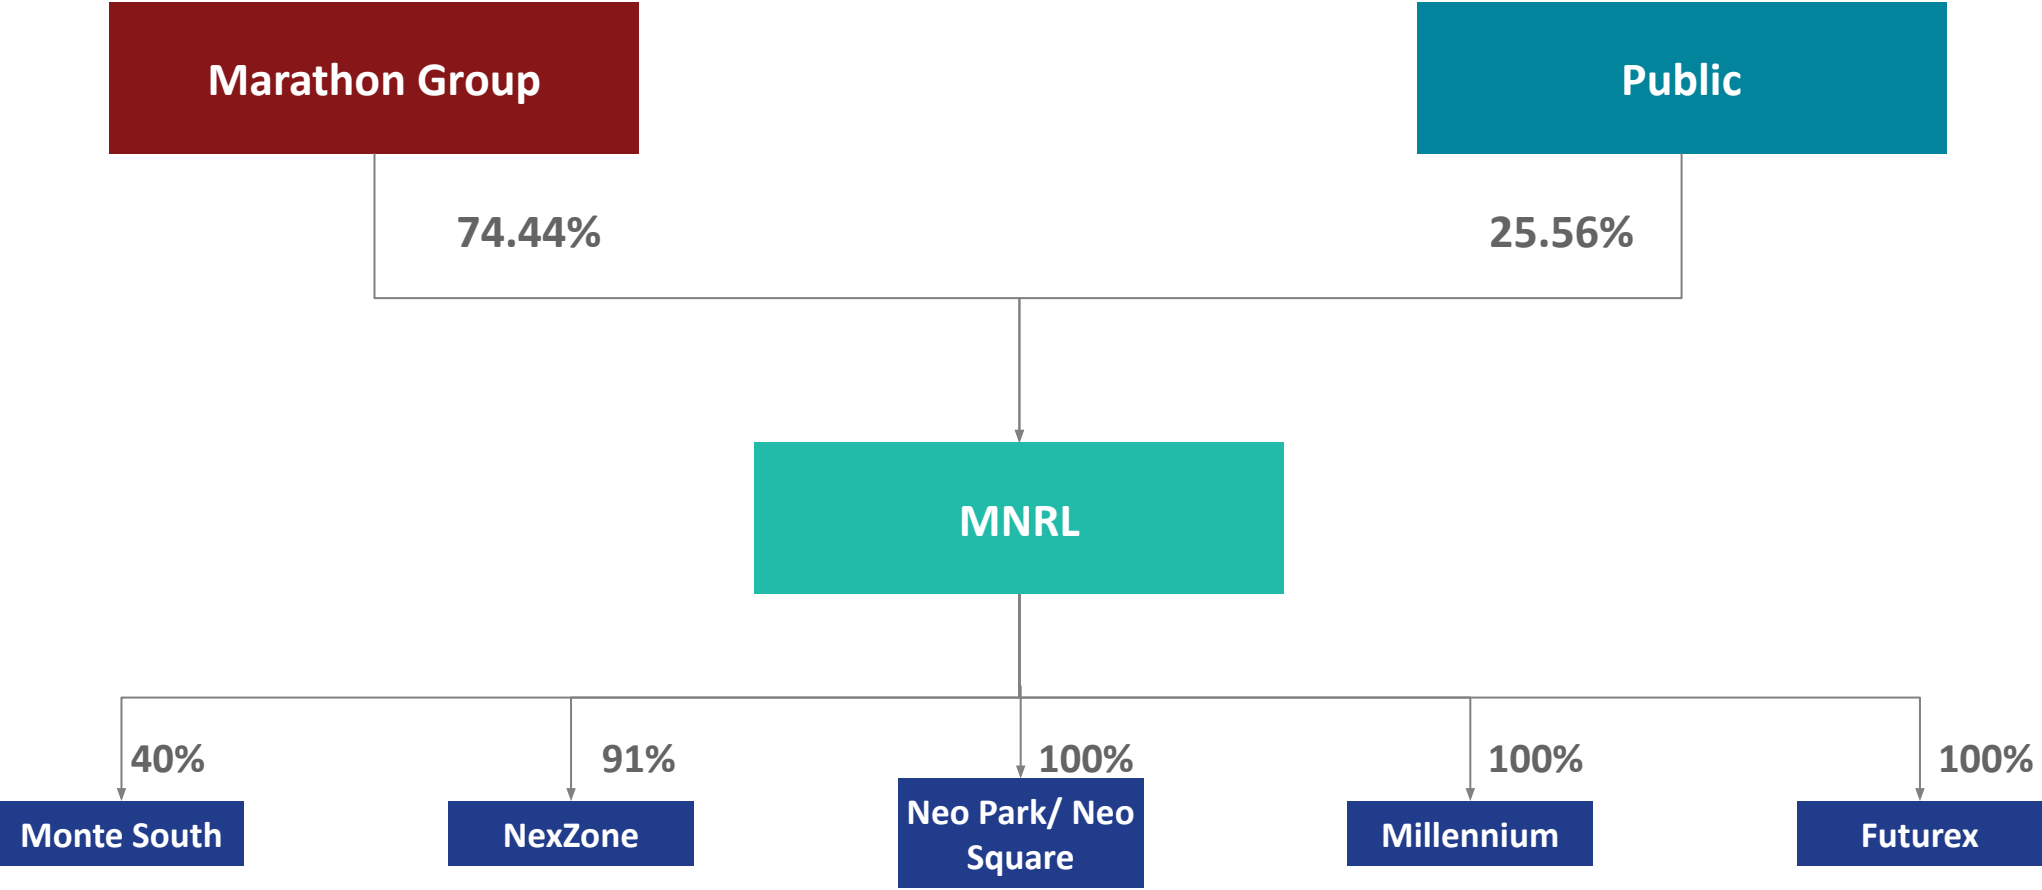 Marathon Group
Public
74.44%
25.56%
MNRL
40%
91%
100%
100%
100%
Monte South
NexZone
Neo Park/ Neo
Square
Millennium
Futurex